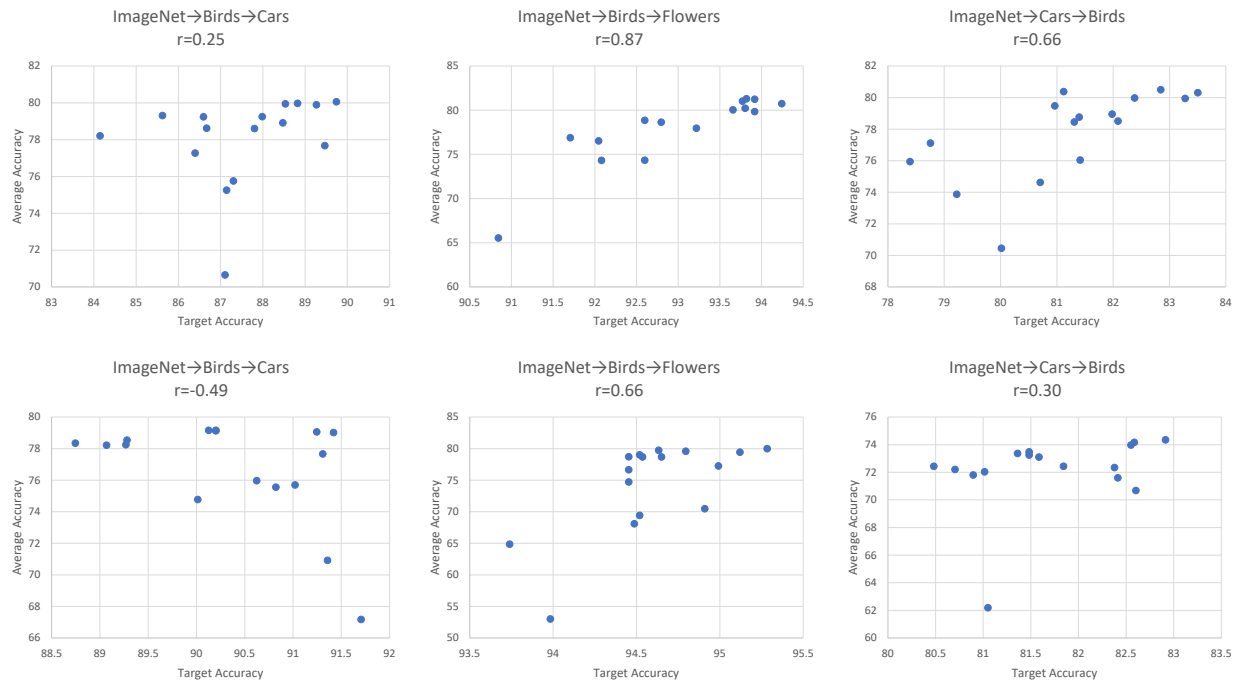 ImageNet→Birds→Cars
r=0.25
82
80
78
76
74
72
70
Average Accuracy
83 84 85 86 87 88 89 90 91
Target Accuracy
ImageNet→Birds→Flowers
r=0.87
85
80
75
70
65
60
Average Accuracy
90.5 91 91.5 92 92.5 93 93.5 94 94.5
Target Accuracy
ImageNet→Cars→Birds
r=0.66
82
80
78
76
74
72
70
68
Average Accuracy
78 79 80 81 82 83 84
Target Accuracy
ImageNet→Birds→Cars
r=-0.49
80
78
76
74
72
70
68
66
Average Accuracy
88.5 89 89.5 90 90.5 91 91.5 92
Target Accuracy
ImageNet→Birds→Flowers
r=0.66
85
80
75
70
65
60
55
50
Average Accuracy
93.5 94 94.5 95 95.5
Target Accuracy
ImageNet→Cars→Birds
r=0.30
76
74
72
70
68
66
64
62
60
Average Accuracy
80 80.5 81 81.5 82 82.5 83 83.5
Target Accuracy